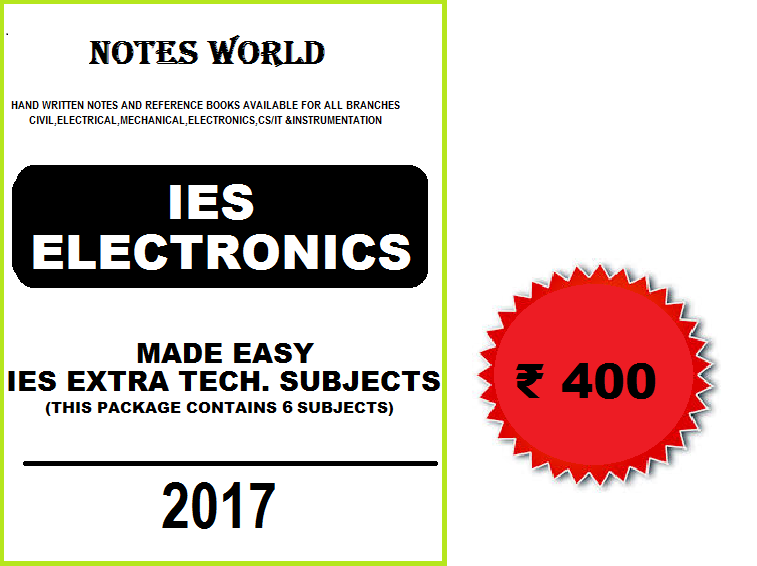 NOTES WORLD
HAND WRITTEN NOTES AND REFERENCE BOOKS AVAILABLE FOR ALL BRANCHES
CIVIL,ELECTRICAL,MECHANICAL,ELECTRONICS,CS/IT &INSTRUMENTATION
IES
ELECTRONICS
MADE EASY
IES EXTRA TECH. SUBJECTS
(THIS PACKAGE CONTAINS 6 SUBJECTS)
2017
₹ 400